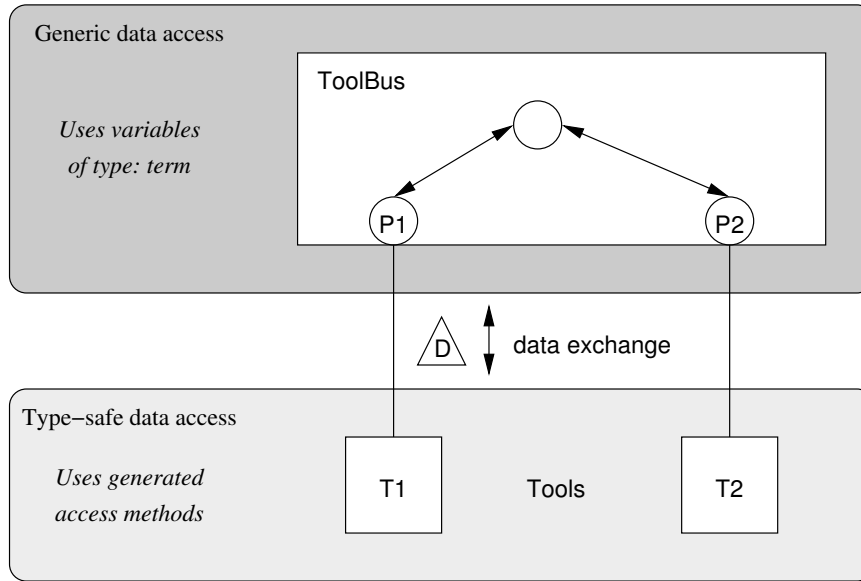 Generic data access
ToolBus
Uses variables
of type: term
P1
P2
D
data exchange
Type−safe data access
Uses generated
access methods
T1
Tools
T2